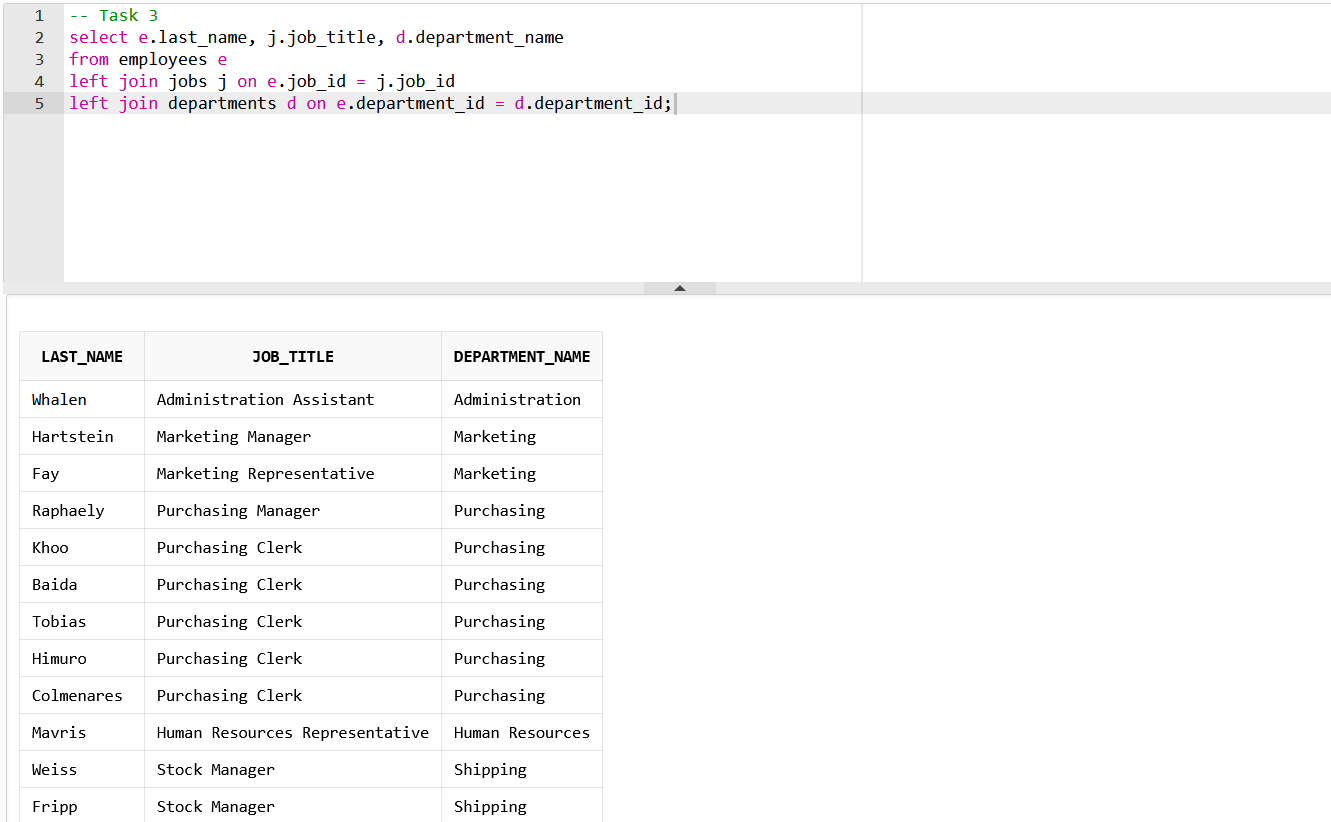 1 -- Task 3
2 select e.last_name, j.job_title, d.department_name
3 from employees e
4 left join jobs j on e.job_id = j.job_id
5 left join departments d on e.department_id = d.department_id;
LAST_NAME JOB_TITLE DEPARTMENT_NAME
Whalen Administration Assistant Administration
Hartstein Marketing Manager Marketing
Fay Marketing Representative Marketing
Raphaely Purchasing Manager Purchasing
Khoo Purchasing Clerk Purchasing
Baida Purchasing Clerk Purchasing
Tobias Purchasing Clerk Purchasing
Himuro Purchasing Clerk Purchasing
Colmenares Purchasing Clerk Purchasing
Mavris Human Resources Representative Human Resources
Weiss Stock Manager Shipping
Fripp Stock Manager Shipping